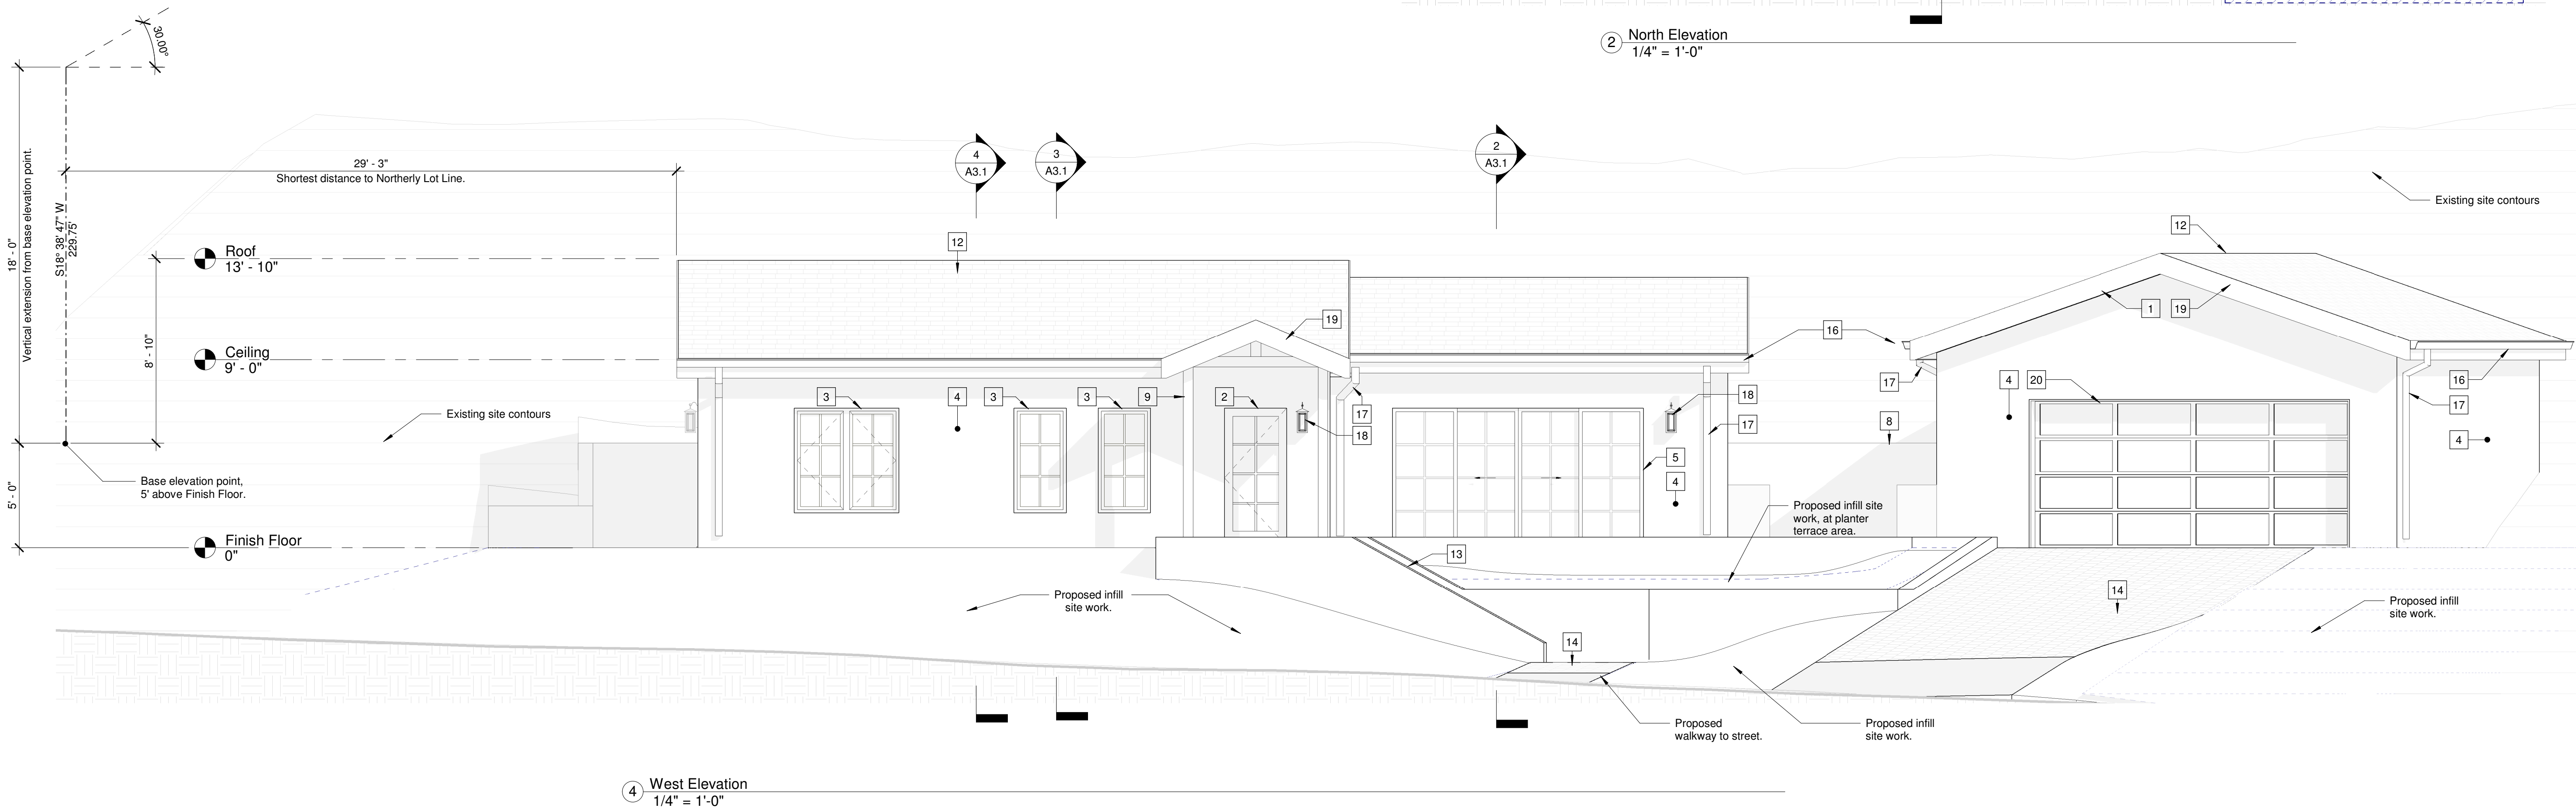 2
North Elevation
1/4" = 1'-0"
30.00°
18' - 0"
Vertical extension from base elevation point.
S18° 38' 47" W
229.75'
29' - 3"
Shortest distance to Northerly Lot Line.
4
A3.1
3
A3.1
2
A3.1
Existing site contours
Roof
13' - 10"
12
12
8' - 10"
1
19
19
16
Ceiling
9' - 0"
17
16
4
20
3
4
3
3
9
2
17
18
17
Existing site contours
18
17
8
4
5
4
Base elevation point,
5' above Finish Floor.
5' - 0"
Proposed infill site
work, at planter
terrace area.
Finish Floor
0"
13
Proposed infill
site work.
14
Proposed infill
site work.
14
Proposed
walkway to street.
Proposed infill
site work.
4
West Elevation
1/4" = 1'-0"